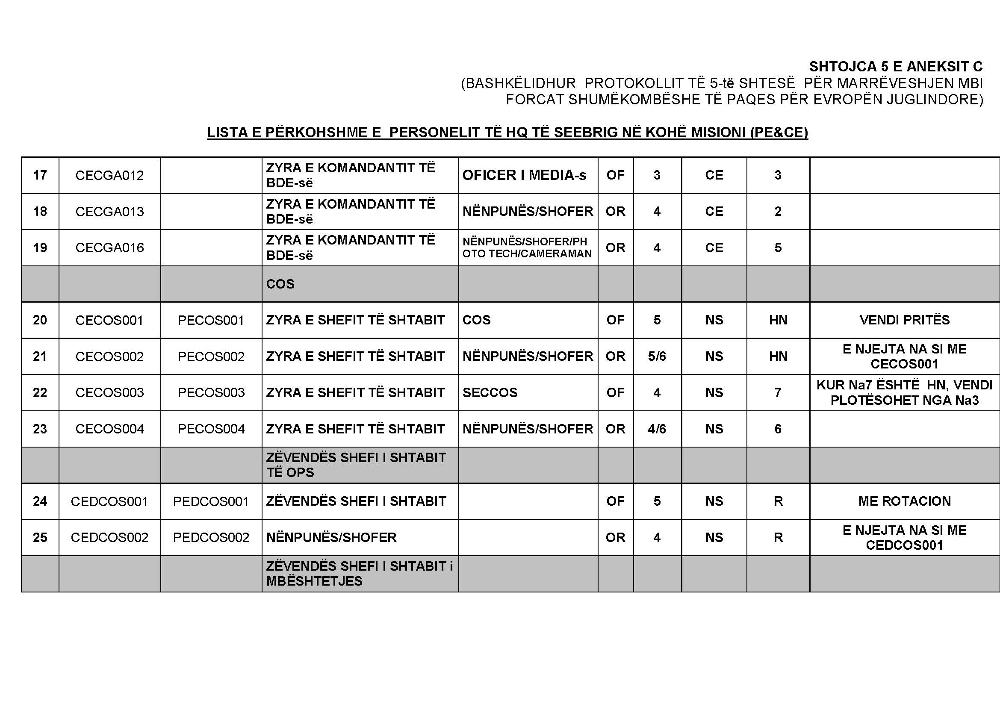 SHTOJCA 5 E ANEKSIT C
(BASHKËLIDHUR PROTOKOLLIT TË 5-të SHTESË PËR MARRËVESHJEN MBI
FORCAT SHUMËKOMBËSHE TË PAQES PËR EVROPËN JUGLINDORE)
LISTA E PËRKOHSHME E PERSONELIT TË HQ TË SEEBRIG NË KOHË MISIONI (PE&CE)
17 CECGA012 ZYRA E KOMANDANTIT TË BDE-së OFICER I MEDIA-s OF 3 CE 3
18 CECGA013 ZYRA E KOMANDANTIT TË BDE-së NËNPUNËS/SHOFER OR 4 CE 2
19 CECGA016 ZYRA E KOMANDANTIT TË BDE-së NËNPUNËS/SHOFER/PHOTO TECH/CAMERAMAN OR 4 CE 5
COS
20 CECOS001 PECOS001 ZYRA E SHEFIT TË SHTABIT COS OF 5 NS HN VENDI PRITËS
21 CECOS002 PECOS002 ZYRA E SHEFIT TË SHTABIT NËNPUNËS/SHOFER OR 5/6 NS HN E NJEJTA NA SI ME CECOS001
22 CECOS003 PECOS003 ZYRA E SHEFIT TË SHTABIT SECCOS OF 4 NS 7 KUR Na7 ËSHTË HN, VENDI PLOTËSOHET NGA Na3
23 CECOS004 PECOS004 ZYRA E SHEFIT TË SHTABIT NËNPUNËS/SHOFER OR 4/6 NS 6
ZËVENDËS SHEFI I SHTABIT TË OPS
24 CEDCOS001 PEDCOS001 ZËVENDËS SHEFI I SHTABIT OF 5 NS R ME ROTACION
25 CEDCOS002 PEDCOS002 NËNPUNËS/SHOFER OR 4 NS R E NJEJTA NA SI ME CEDCOS001
ZËVENDËS SHEFI I SHTABIT i MBËSHTETJES